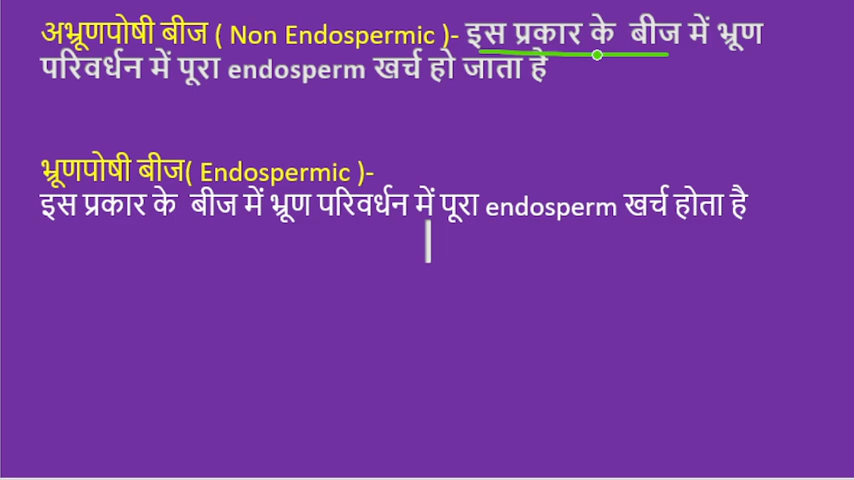 अभ्रूणपोषी बीज ( Non Endospermic )- इस प्रकार के बीज में भ्रूण
परिवर्धन में पूरा endosperm खर्च हो जाता हे
भ्रूणपोषी बीज( Endospermic )-
इस प्रकार के बीज में भ्रूण परिवर्धन में पूरा endosperm खर्च होता है